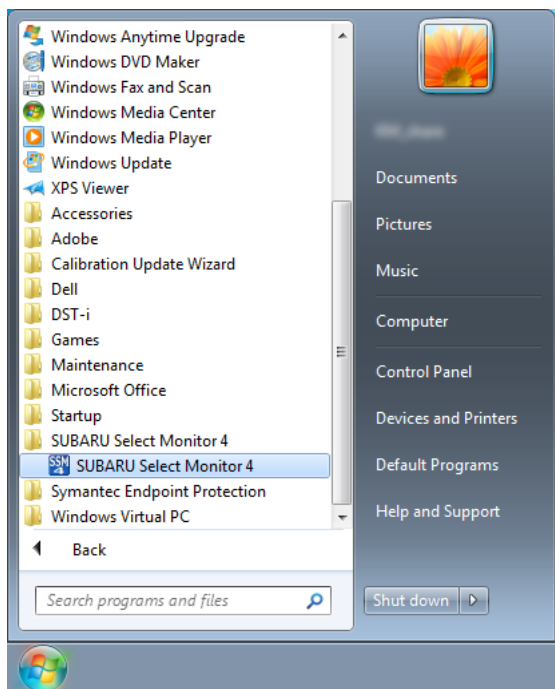 Windows Anytime Upgrade
Windows DVD Maker
Windows Fax and Scan
Windows Media Center
Windows Media Player
Windows Update
XPS Viewer
Accessories
Adobe
Calibration Update Wizard
Dell
DST-i
Games
Maintenance
Microsoft Office
Startup
SUBARU Select Monitor 4
SSM 4 SUBARU Select Monitor 4
Symantec Endpoint Protection
Windows Virtual PC
Back
Search programs and files
Documents
Pictures
Music
Computer
Control Panel
Devices and Printers
Default Programs
Help and Support
Shut down